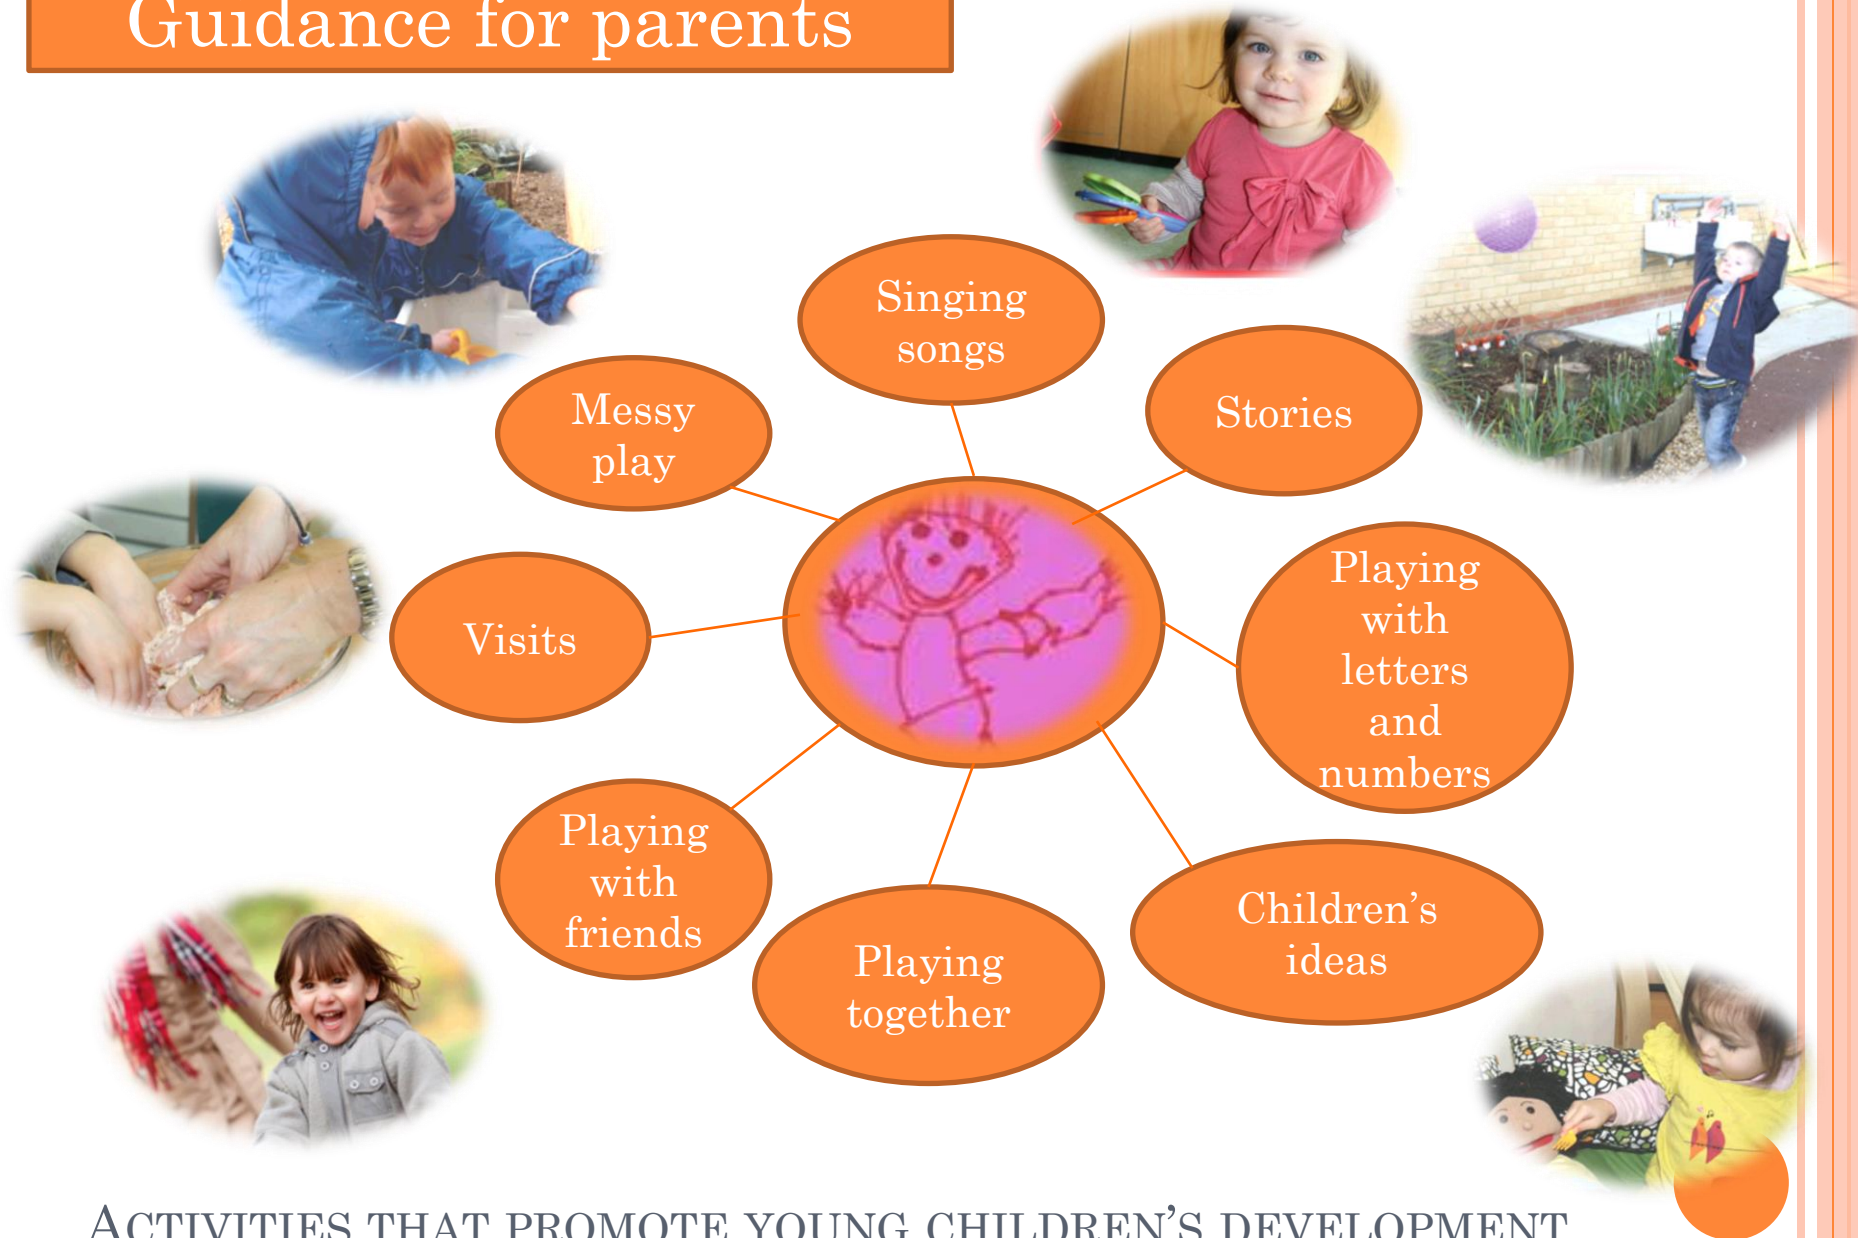 Guidance for parents
Singing
songs
Stories
Messy
play
Playing
with
letters
and
numbers
Visits
Playing
with
friends
Children’s
ideas
Playing
together
ACTIVITIES THAT PROMOTE YOUNG CHILDREN’S DEVELOPMENT